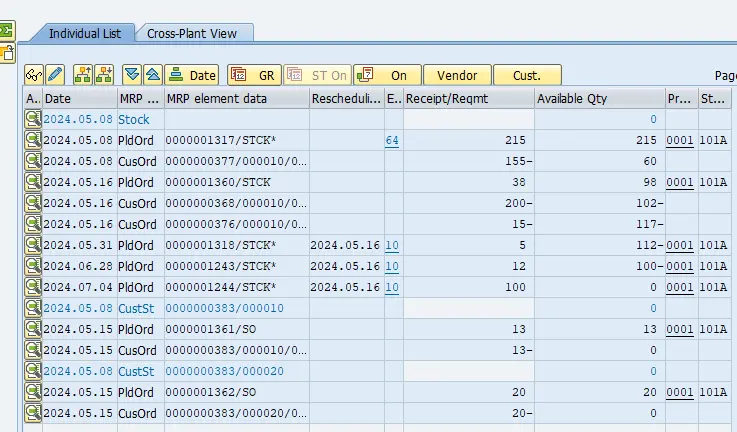 Individual List Cross-Plant View
Date GR ST On On Vendor Cust. Page
A.. Date MRP ... MRP element data Rescheduli... E.. Receipt/Reqmt Available Qty Pr... St...
2024.05.08 Stock 0
2024.05.08 PldOrd 0000001317/STCK* 64 215 215 0001 101A
2024.05.08 CusOrd 0000000377/000010/0... 155- 60
2024.05.16 PldOrd 0000001360/STCK 38 98 0001 101A
2024.05.16 CusOrd 0000000368/000010/0... 200- 102-
2024.05.16 CusOrd 0000000376/000010/0... 15- 117-
2024.05.31 PldOrd 0000001318/STCK* 2024.05.16 10 5 112- 0001 101A
2024.06.28 PldOrd 0000001243/STCK* 2024.05.16 10 12 100- 0001 101A
2024.07.04 PldOrd 0000001244/STCK* 2024.05.16 10 100 0 0001 101A
2024.05.08 CustSt 0000000383/000010 0
2024.05.15 PldOrd 0000001361/SO 13 13 0001 101A
2024.05.15 CusOrd 0000000383/000010/0... 13- 0
2024.05.08 CustSt 0000000383/000020 0
2024.05.15 PldOrd 0000001362/SO 20 20 0001 101A
2024.05.15 CusOrd 0000000383/000020/0... 20- 0